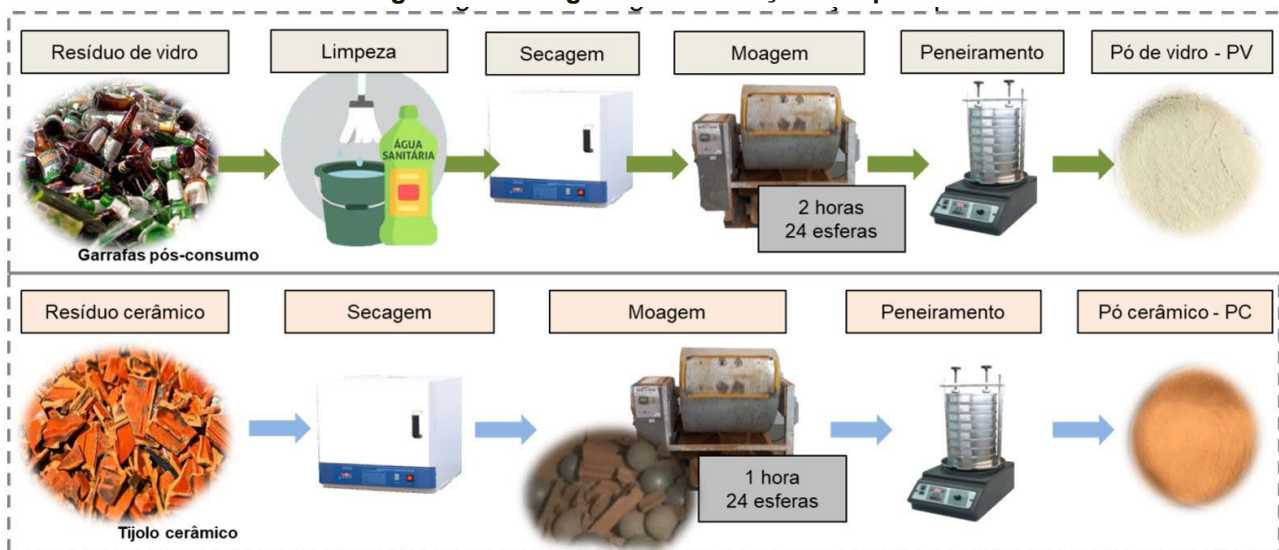 Resíduo de vidro
Limpeza
Secagem
Moagem
Peneiramento
Pó de vidro - PV
ÁGUA
SANITÁRIA
2 horas
24 esferas
Garrafas pós-consumo
Resíduo cerâmico
Secagem
Moagem
Peneiramento
Pó cerâmico - PC
1 hora
24 esferas
Tijolo cerâmico